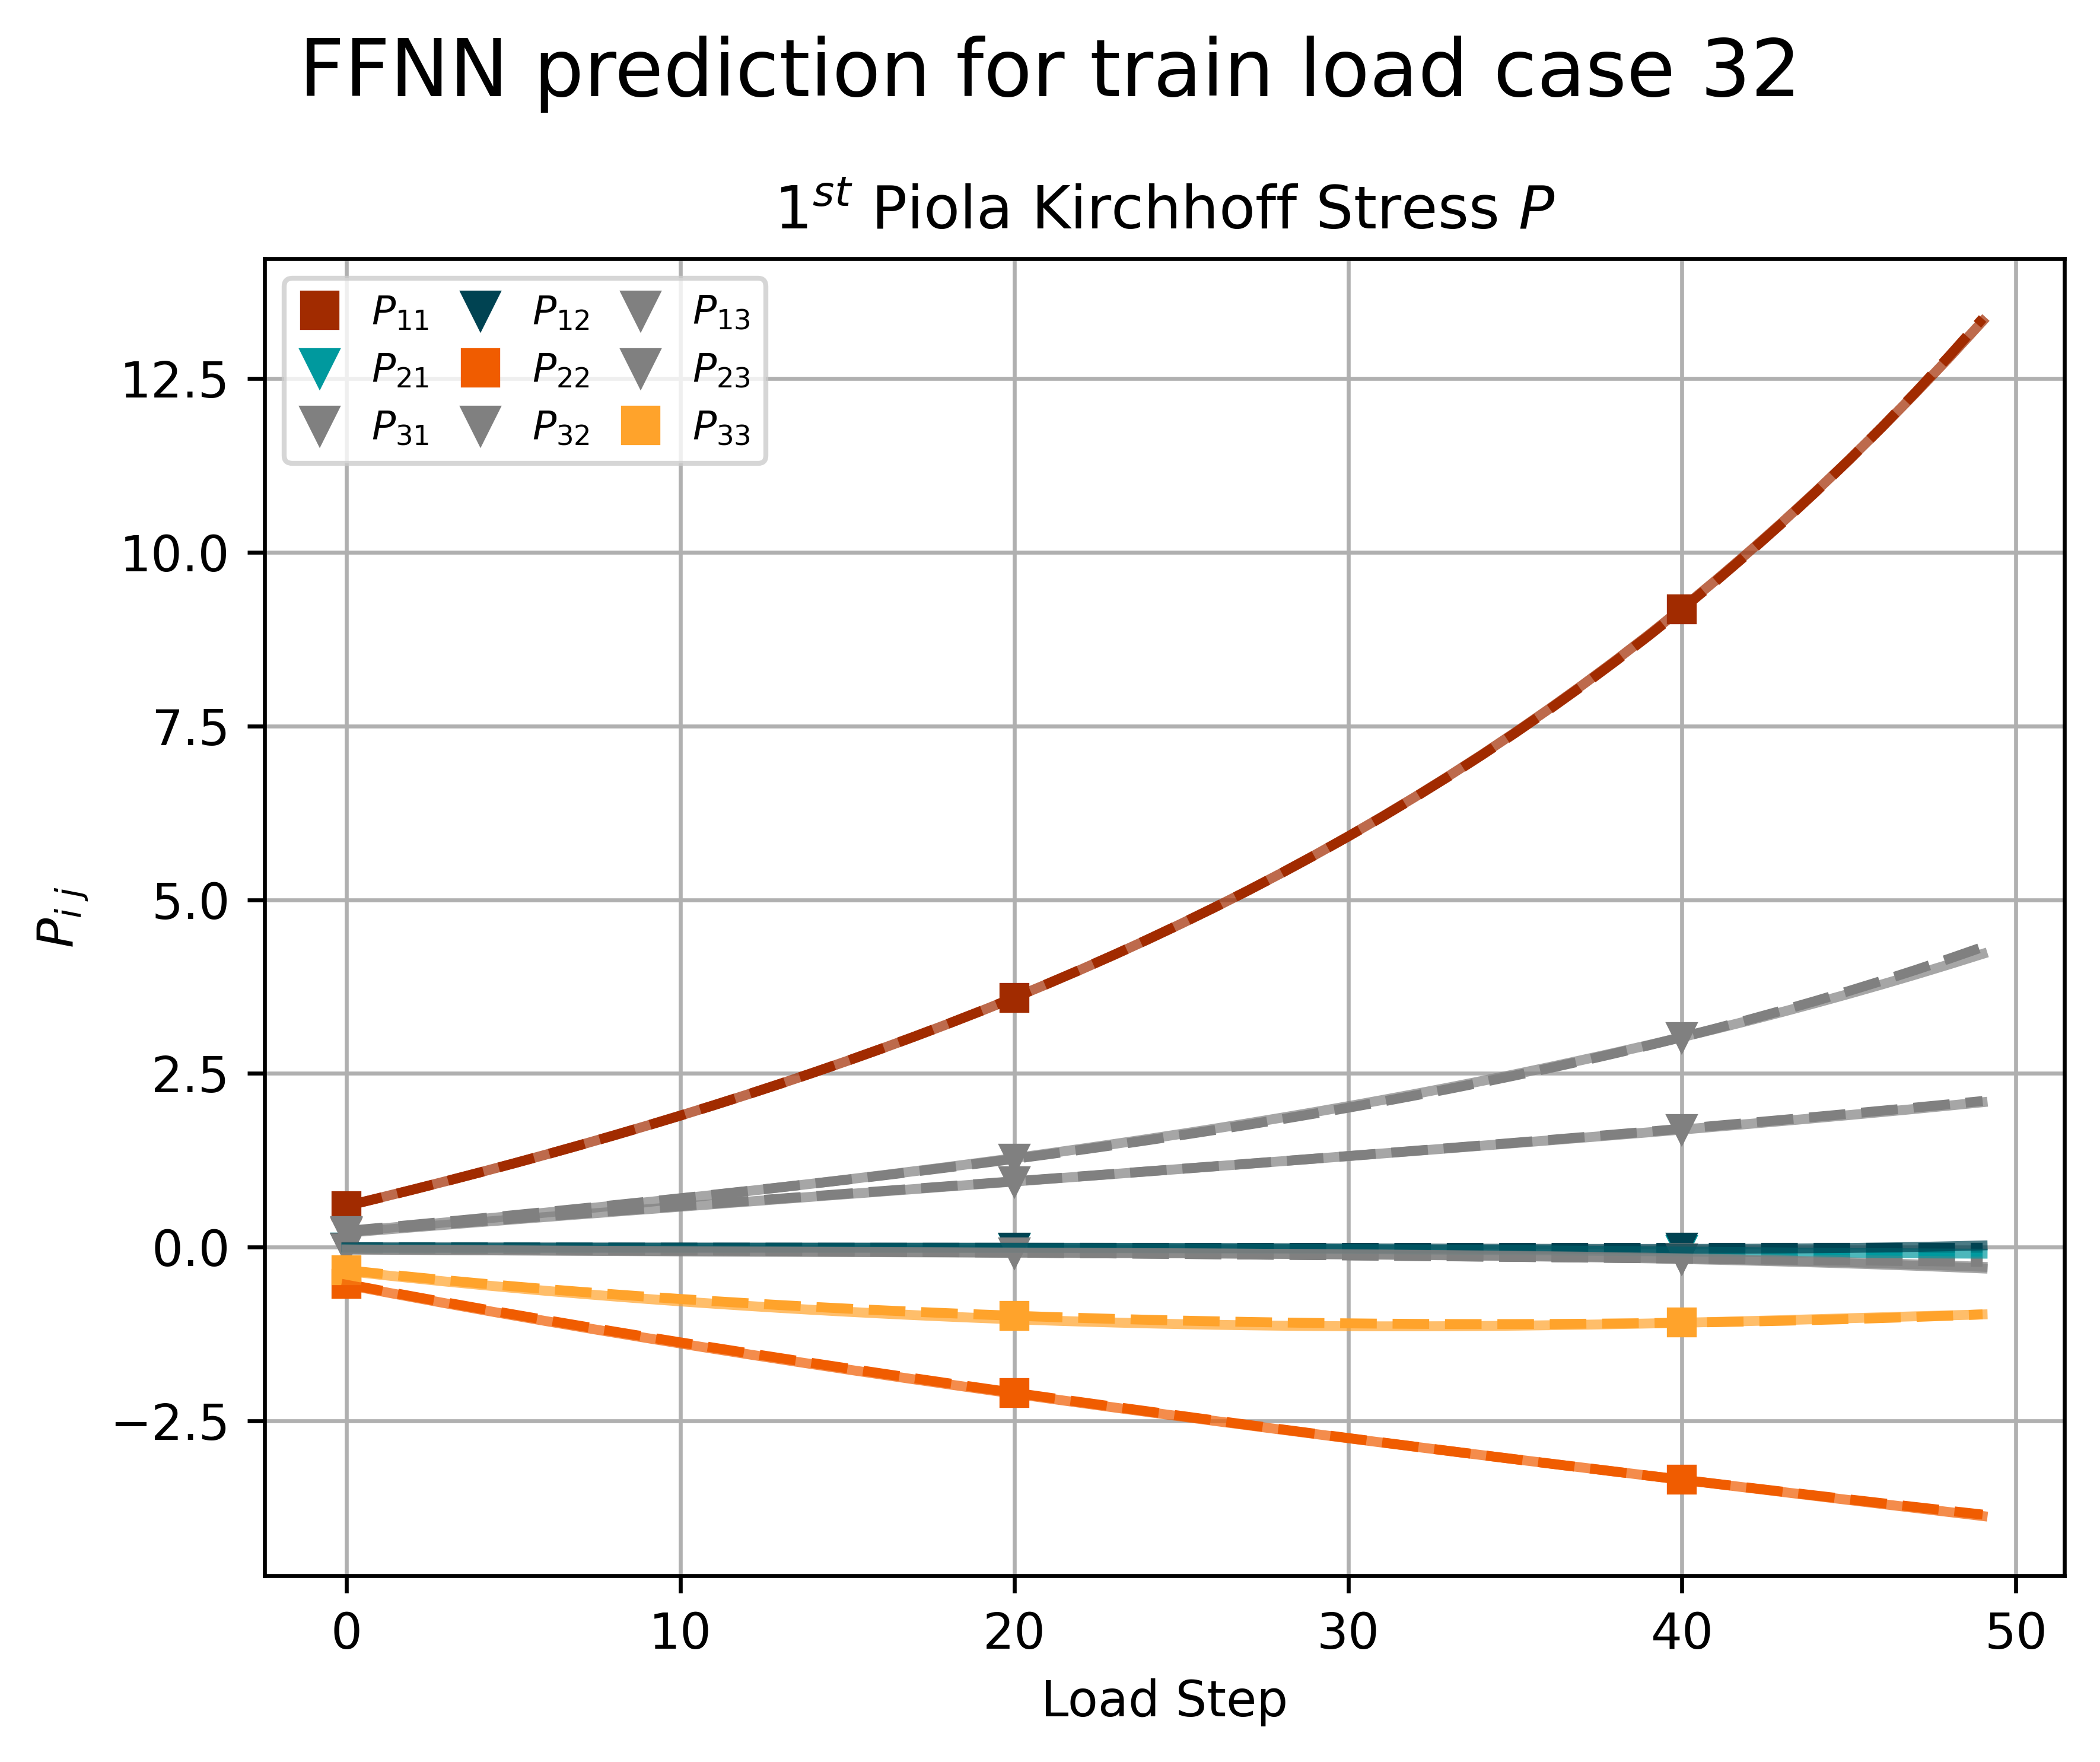 FFNN prediction for train load case 32
1st Piola Kirchhoff Stress P
P11 P12 P13
P21 P22 P23
P31 P32 P33
12.5
10.0
7.5
5.0
2.5
0.0
−2.5
Pij
0 10 20 30 40 50
Load Step